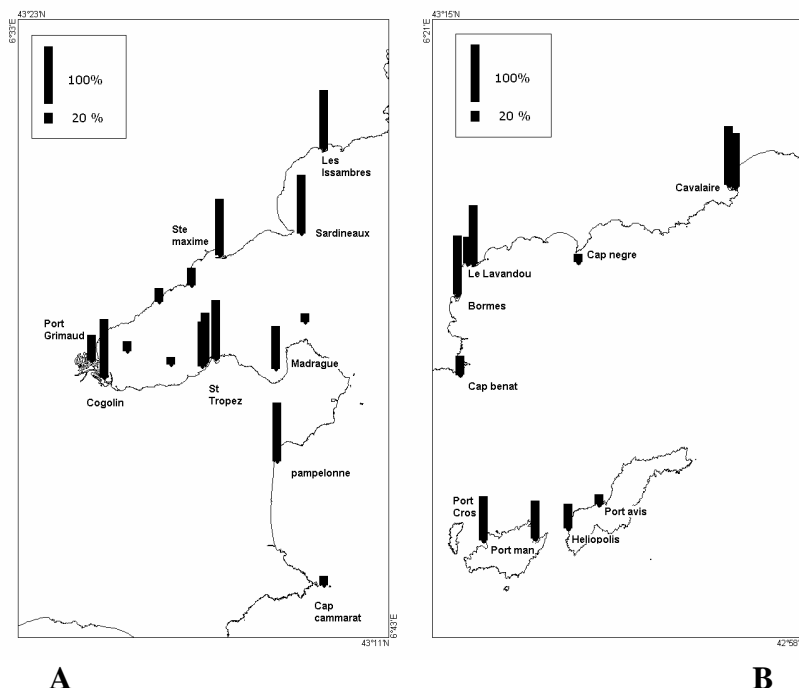 43°23'N
6°33'E
100%
20 %
Les
Issambres
Sardineaux
Ste
maxime
Port
Grimaud
Cogolin
St
Tropez
Madrague
pampelonne
Cap
cammarat
6°43'E
43°11'N
A
43°15'N
6°21'E
100%
20 %
Cavalaire
Cap negre
Le Lavandou
Bormes
Cap benat
Port
Cros
Port man
Heliopolis
Port avis
42°58'
B